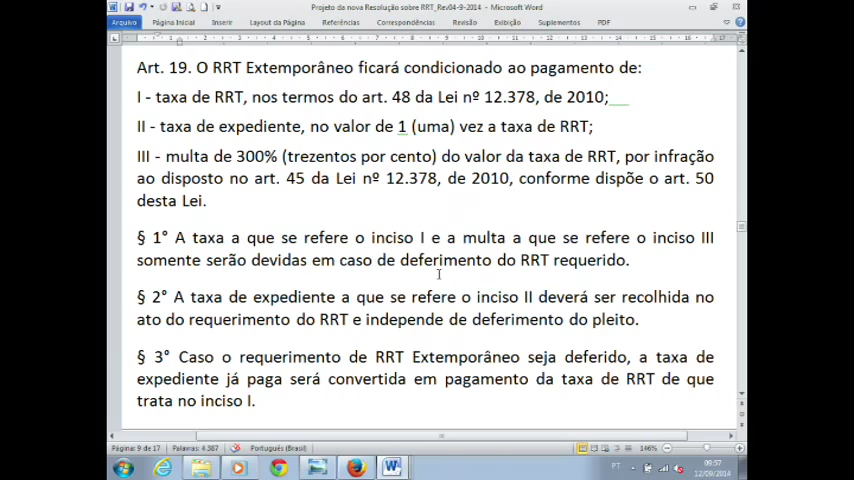 Projeto da nova Resolução sobre RRT_Rev04-9-2014 - Microsoft Word
Arquivo Página Inicial Inserir Layout da Página Referências Correspondências Revisão Exibição Suplementos PDF
Art. 19. O RRT Extemporâneo ficará condicionado ao pagamento de:
I - taxa de RRT, nos termos do art. 48 da Lei nº 12.378, de 2010;
II - taxa de expediente, no valor de 1 (uma) vez a taxa de RRT;
III - multa de 300% (trezentos por cento) do valor da taxa de RRT, por infração
ao disposto no art. 45 da Lei nº 12.378, de 2010, conforme dispõe o art. 50
desta Lei.
§ 1° A taxa a que se refere o inciso I e a multa a que se refere o inciso III
somente serão devidas em caso de deferimento do RRT requerido.
§ 2° A taxa de expediente a que se refere o inciso II deverá ser recolhida no
ato do requerimento do RRT e independe de deferimento do pleito.
§ 3° Caso o requerimento de RRT Extemporâneo seja deferido, a taxa de
expediente já paga será convertida em pagamento da taxa de RRT de que
trata no inciso I.
Página: 9 de 17 Palavras: 4.387 Português (Brasil) 146%
PT 09:57
12/09/2014